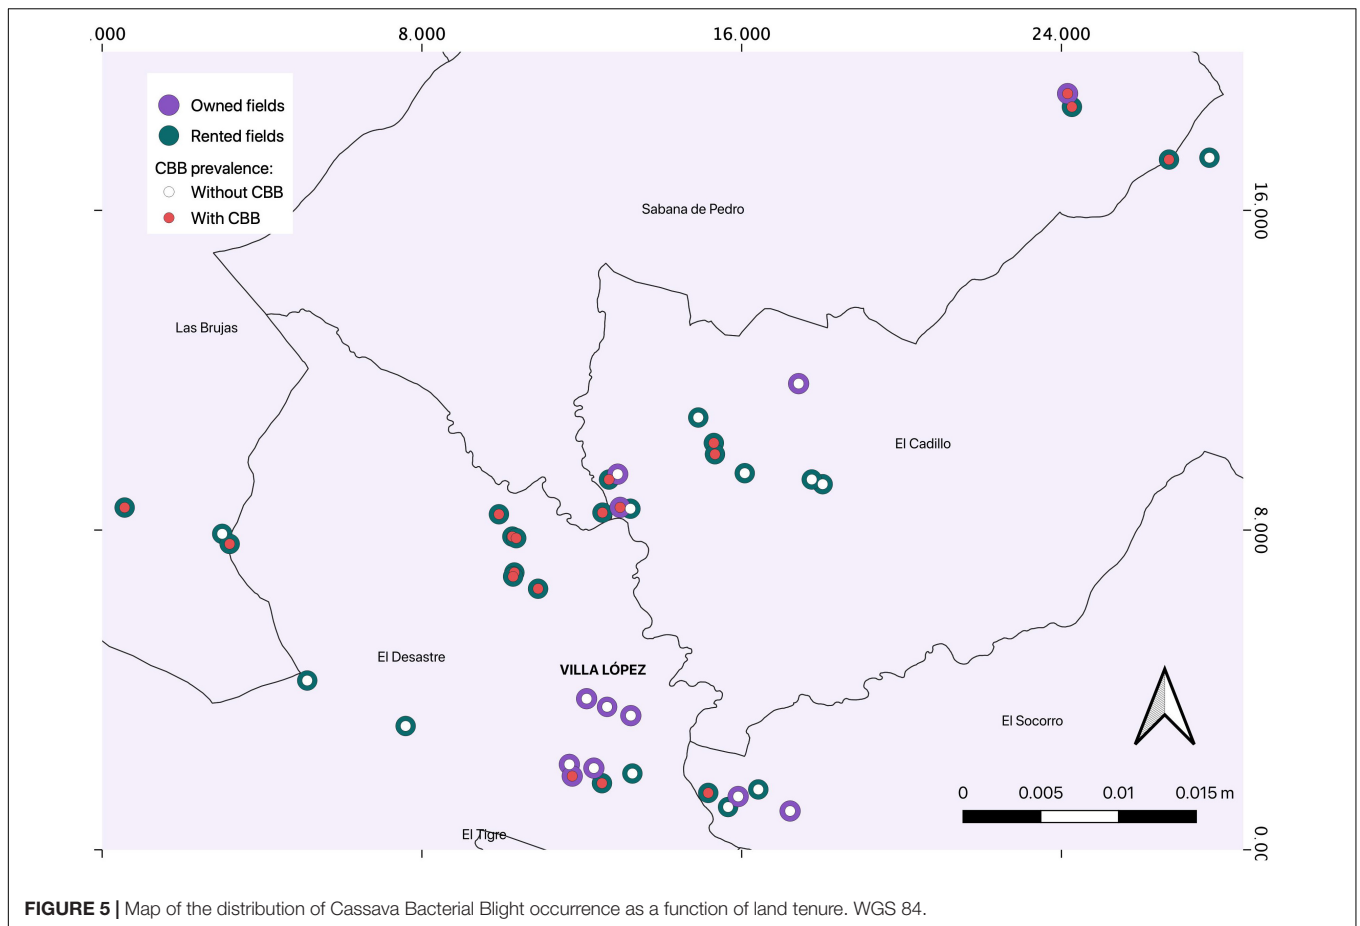 .000 8.000 16.000 24.000
Owned fields
Rented fields
CBB prevalence:
Without CBB
With CBB
Sabana de Pedro
16.000
Las Brujas
El Cadillo
8.000
El Desastre
VILLA LÓPEZ
El Socorro
0 0.005 0.01 0.015 m
El Tigre
0.00
FIGURE 5 | Map of the distribution of Cassava Bacterial Blight occurrence as a function of land tenure. WGS 84.